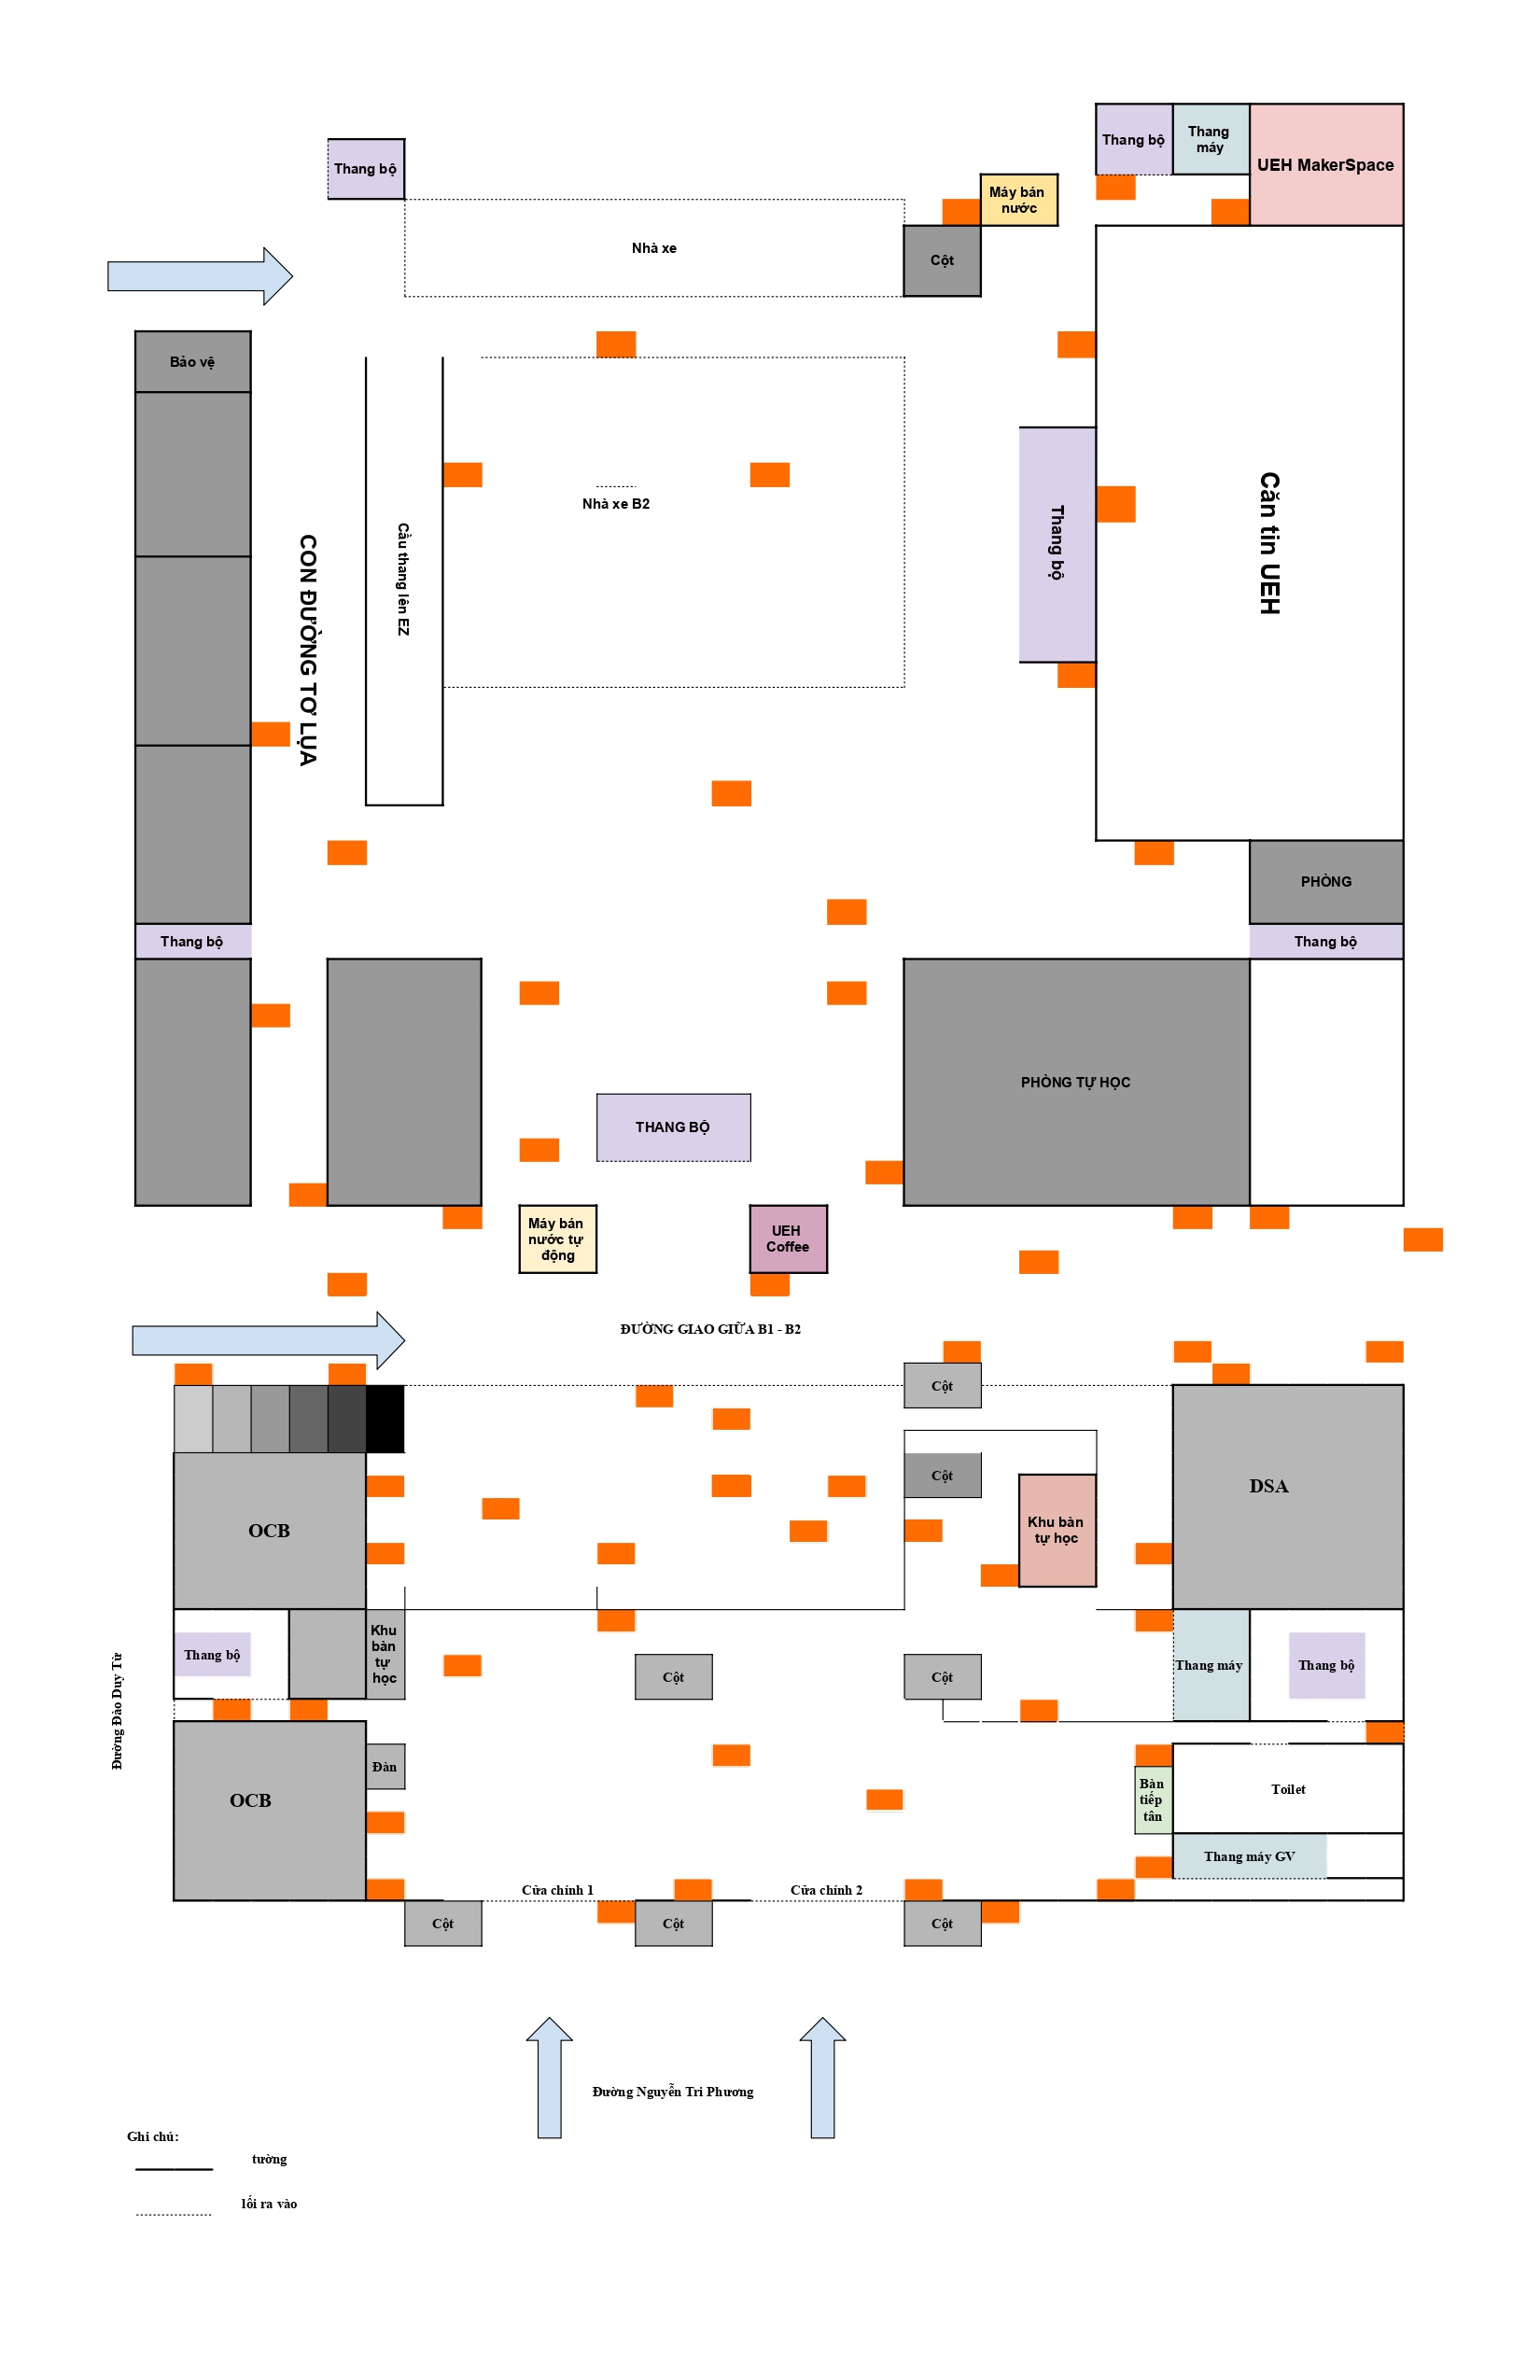 Thang bộ
Thang
máy
UEH MakerSpace
Thang bộ
Máy bán
nước
Nhà xe
Cột
Bảo vệ
CON ĐƯỜNG TƠ LỤA
Cầu thang lên EZ
Nhà xe B2
Thang bộ
Căn tin UEH
PHÒNG
Thang bộ
Thang bộ
PHÒNG TỰ HỌC
THANG BỘ
Máy bán
nước tự
động
UEH
Coffee
ĐƯỜNG GIAO GIỮA B1 - B2
Cột
Cột
DSA
OCB
Khu bàn
tự học
Khu
bàn
tự
học
Thang bộ
Cột
Cột
Thang máy
Thang bộ
Đường Đào Duy Từ
Đàn
OCB
Bàn
tiếp
tân
Toilet
Thang máy GV
Cửa chính 1
Cửa chính 2
Cột
Cột
Cột
Đường Nguyễn Tri Phương
Ghi chú:
tường
lối ra vào